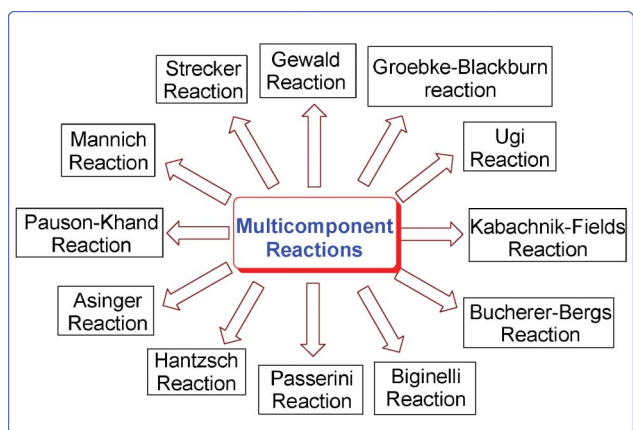 Gewald
Reaction
Strecker
Reaction
Groebke-Blackburn
reaction
Mannich
Reaction
Ugi
Reaction
Pauson-Khand
Reaction
Multicomponent
Reactions
Kabachnik-Fields
Reaction
Asinger
Reaction
Bucherer-Bergs
Reaction
Hantzsch
Reaction
Passerini
Reaction
Biginelli
Reaction